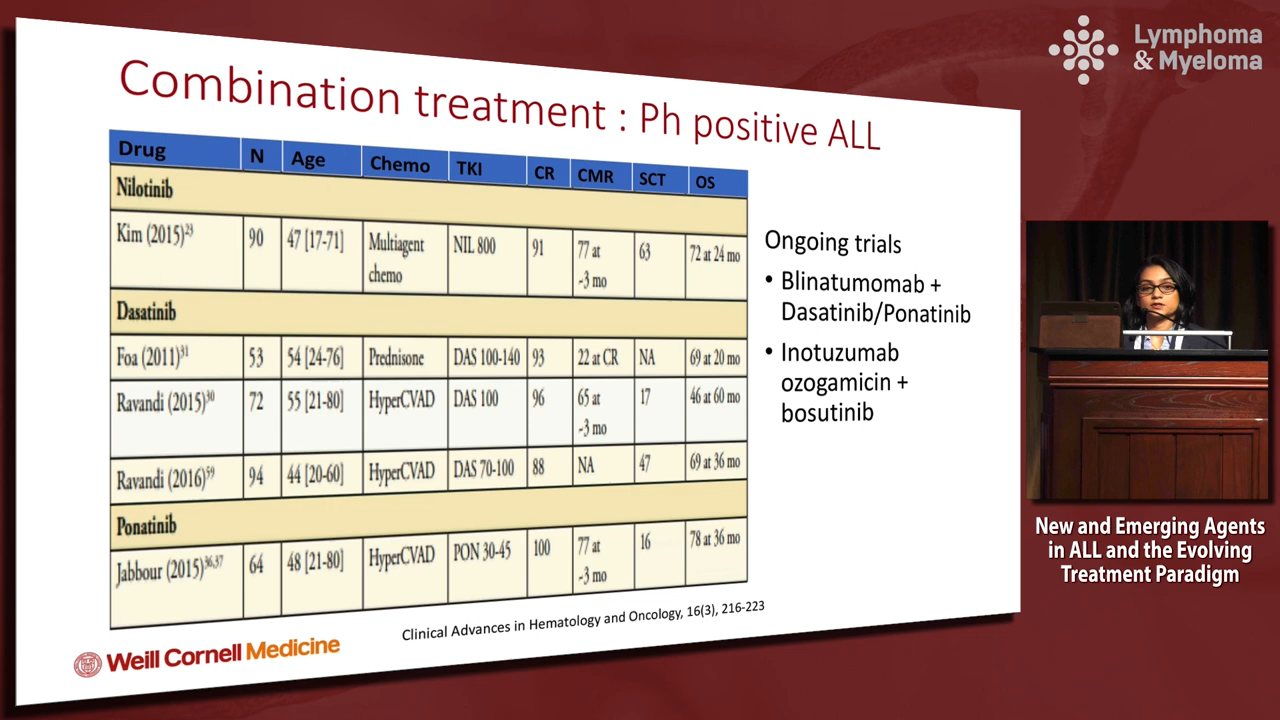 Lymphoma
& Myeloma
Combination treatment : Ph positive ALL
Drug N Age Chemo TKI CR CMR SCT OS
Nilotinib
Kim (2015)23 90 47 [17-71] Multiagent chemo NIL 800 91 77 at ~3 mo 63 72 at 24 mo
Dasatinib
Foa (2011)31 53 54 [24-76] Prednisone DAS 100-140 93 22 at CR NA 69 at 20 mo
Ravandi (2015)30 72 55 [21-80] HyperCVAD DAS 100 96 65 at ~3 mo 17 46 at 60 mo
Ravandi (2016)59 94 44 [20-60] HyperCVAD DAS 70-100 88 NA 47 69 at 36 mo
Ponatinib
Jabbour (2015)36,37 64 48 [21-80] HyperCVAD PON 30-45 100 77 at ~3 mo 16 78 at 36 mo
Ongoing trials
• Blinatumomab +
Dasatinib/Ponatinib
• Inotuzumab
ozogamicin +
bosutinib
Clinical Advances in Hematology and Oncology, 16(3), 216-223
Weill Cornell Medicine
New and Emerging Agents
in ALL and the Evolving
Treatment Paradigm